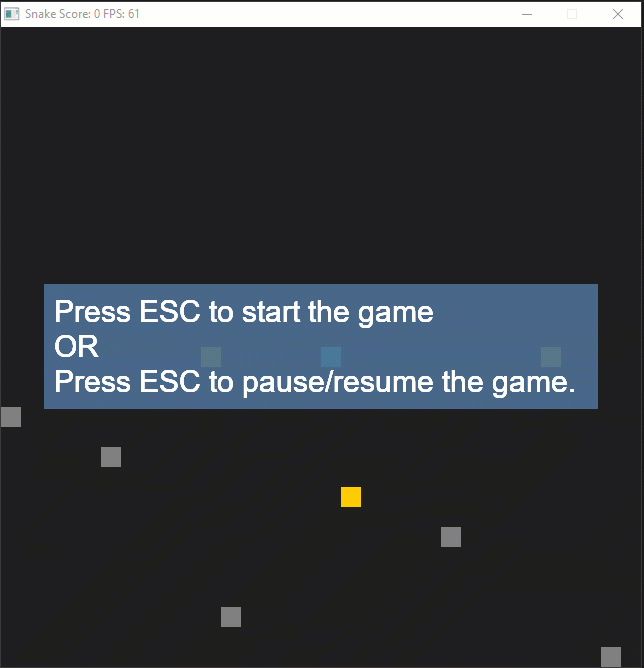 Snake Score: 0 FPS: 61
Press ESC to start the game
OR
Press ESC to pause/resume the game.